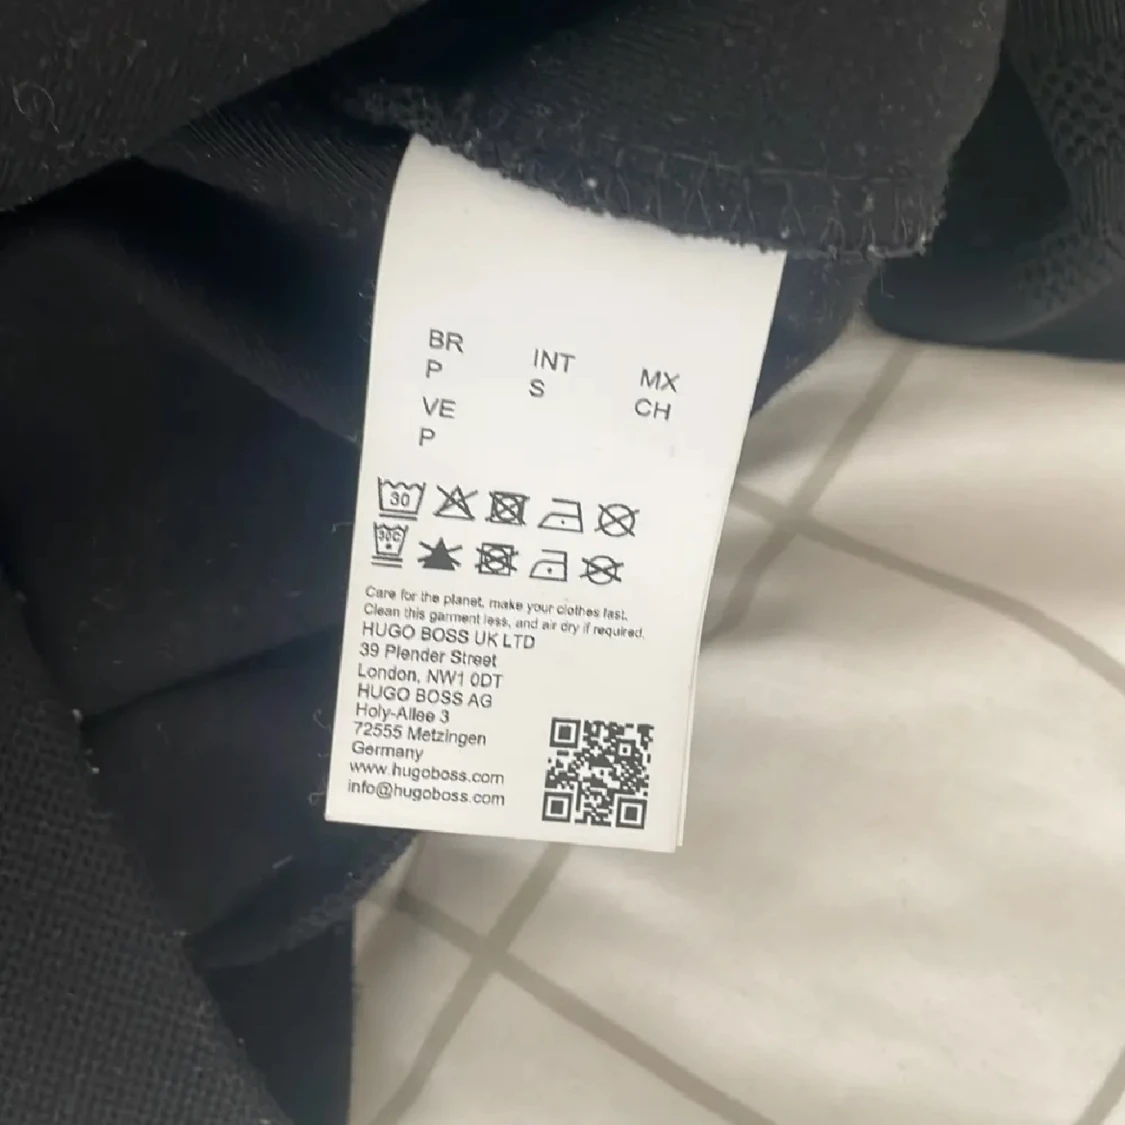 BR INT MX
P S CH
VE
P
30
30C
Care for the planet, make your clothes last.
Clean this garment less, and air dry if required.
HUGO BOSS UK LTD
39 Plender Street
London, NW1 0DT
HUGO BOSS AG
Holy-Allee 3
72555 Metzingen
Germany
www.hugoboss.com
info@hugoboss.com